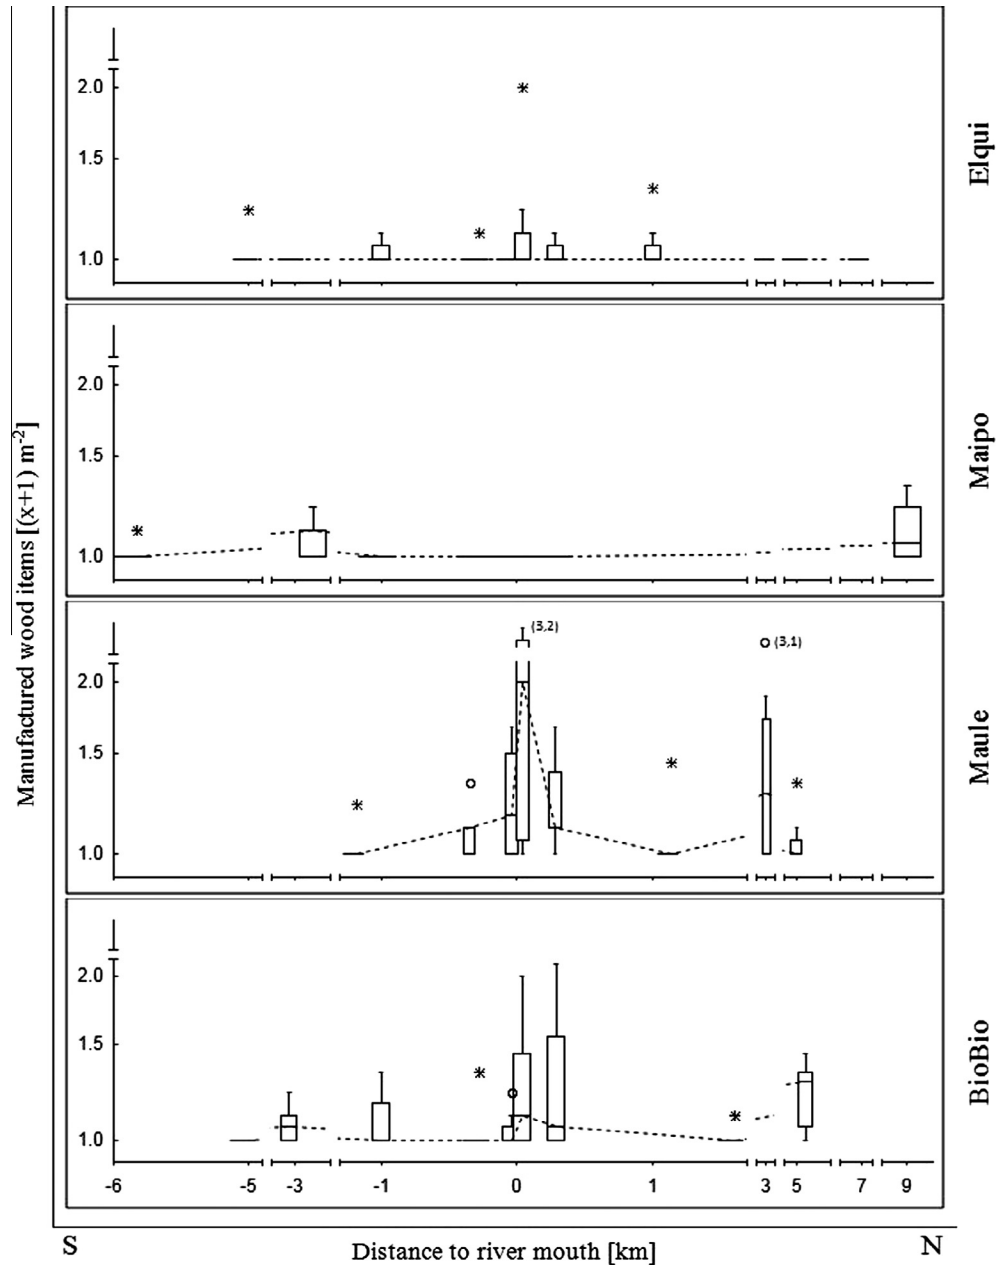 Manufactured wood items [(x+1) m-2]
2.0
1.5
1.0
Elqui
2.0
1.5
1.0
Maipo
(3,2)
(3,1)
2.0
1.5
1.0
Maule
2.0
1.5
1.0
BioBio
-6 -5 -3 -1 0 1 3 5 7 9
S Distance to river mouth [km] N